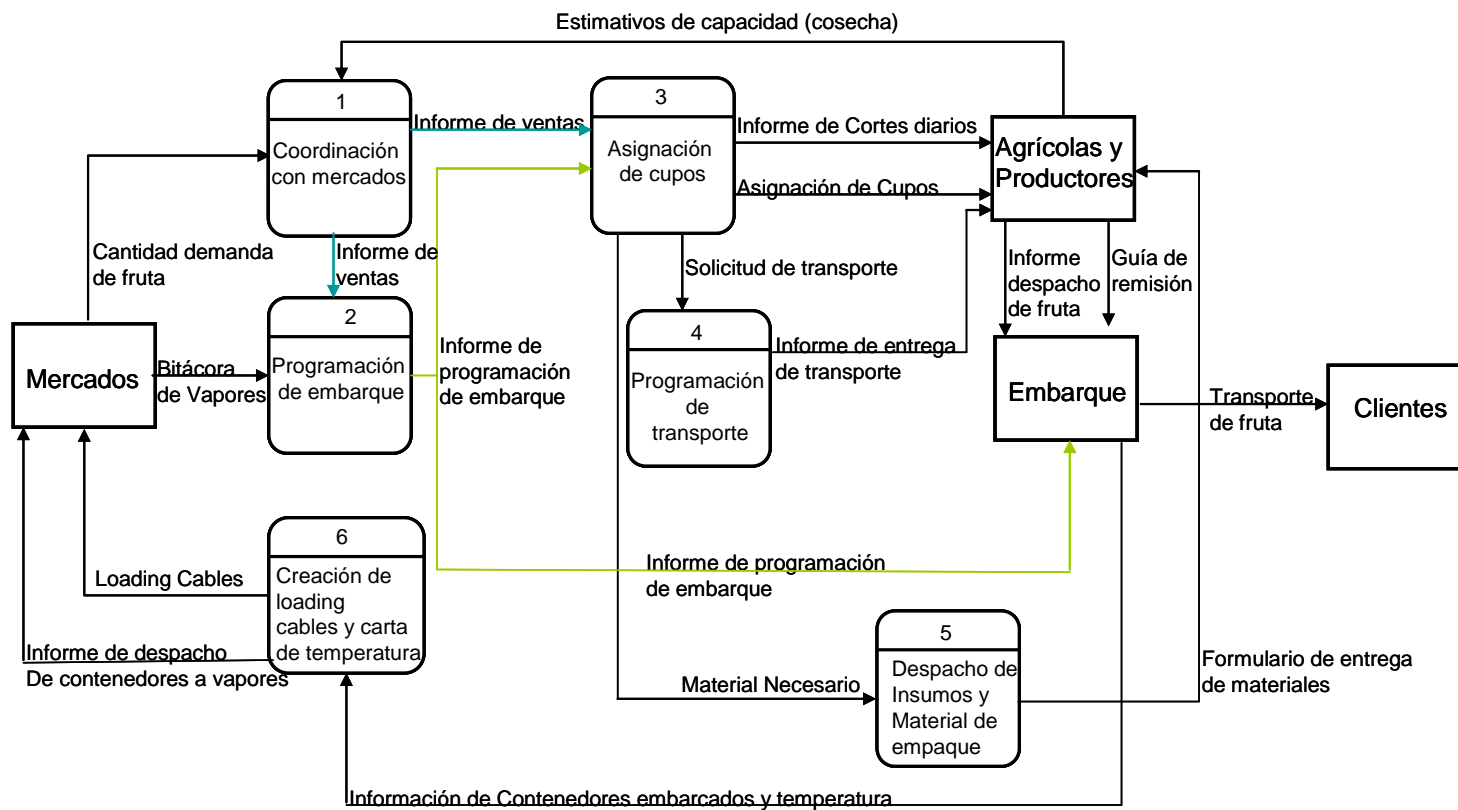 Estimativos de capacidad (cosecha)
1
Coordinación
con mercados
Informe de ventas
3
Asignación
de cupos
Informe de Cortes diarios
Asignación de Cupos
Agrícolas y
Productores
Cantidad demanda
de fruta
Informe de
ventas
Solicitud de transporte
Informe
despacho
de fruta
Guía de
remisión
Mercados
Bitácora
de Vapores
2
Programación
de embarque
Informe de
programación
de embarque
4
Programación
de
transporte
Informe de entrega
de transporte
Embarque
Transporte
de fruta
Clientes
6
Creación de
loading
cables y carta
de temperatura
Loading Cables
Informe de despacho
De contenedores a vapores
Informe de programación
de embarque
Material Necesario
5
Despacho de
Insumos y
Material de
empaque
Formulario de entrega
de materiales
Información de Contenedores embarcados y temperatura